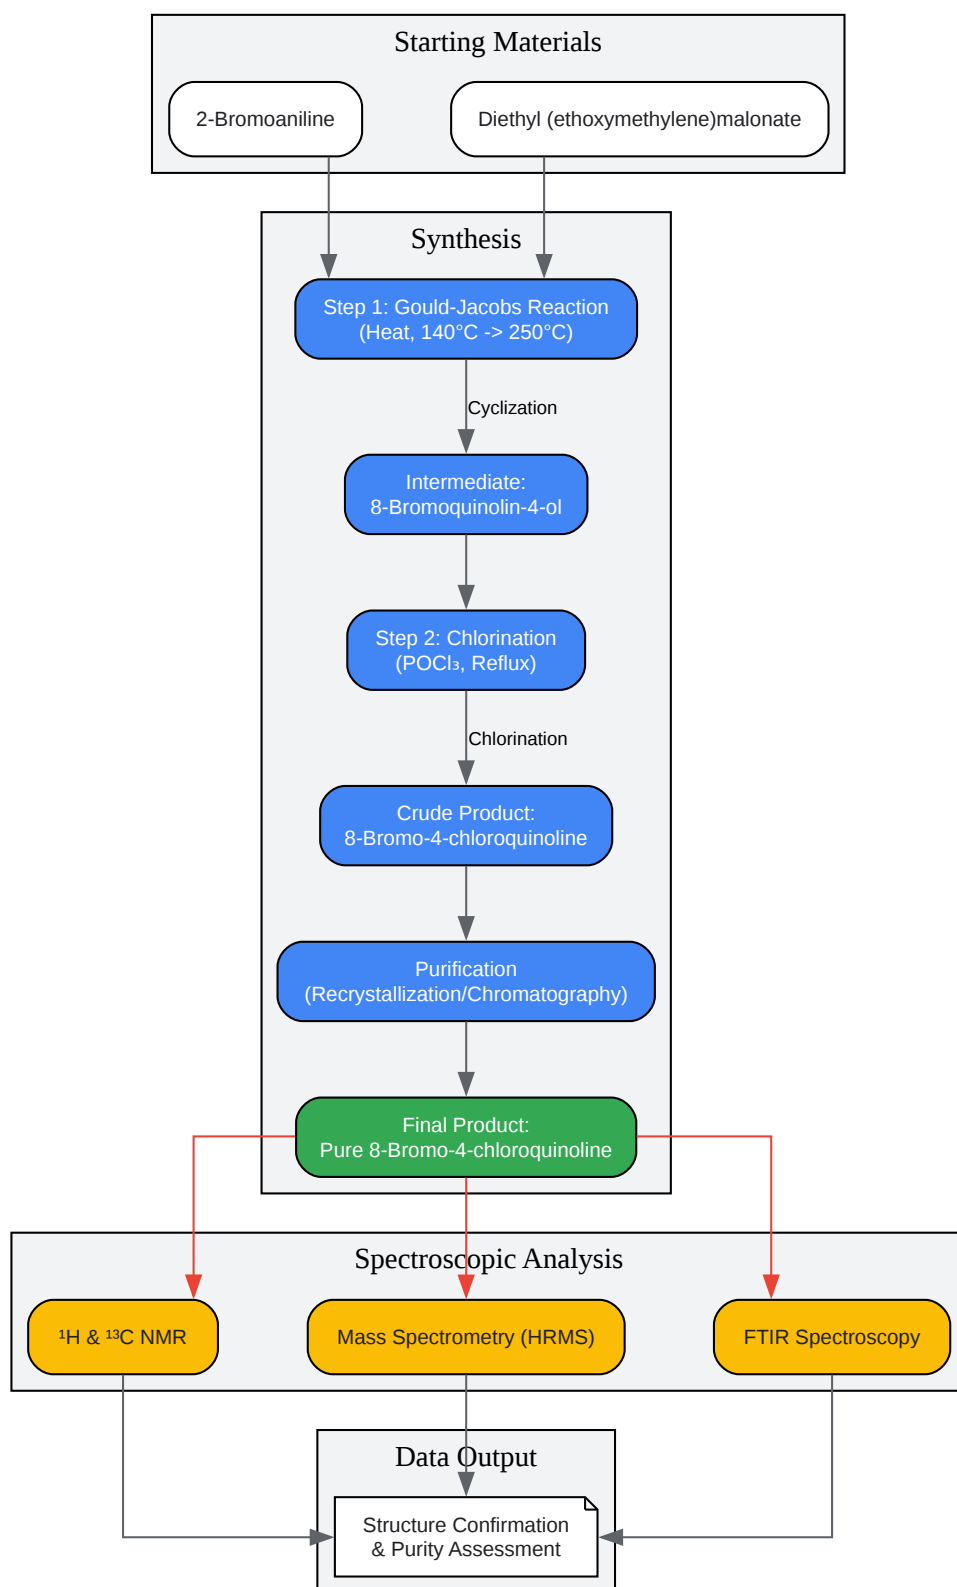 Starting Materials
2-Bromoaniline
Diethyl (ethoxymethylene)malonate
Synthesis
Step 1: Gould-Jacobs Reaction
(Heat, 140°C -> 250°C)
Cyclization
Intermediate:
8-Bromoquinolin-4-ol
Step 2: Chlorination
(POCl₃, Reflux)
Chlorination
Crude Product:
8-Bromo-4-chloroquinoline
Purification
(Recrystallization/Chromatography)
Final Product:
Pure 8-Bromo-4-chloroquinoline
Spectroscopic Analysis
¹H & ¹³C NMR
Mass Spectrometry (HRMS)
FTIR Spectroscopy
Data Output
Structure Confirmation
& Purity Assessment